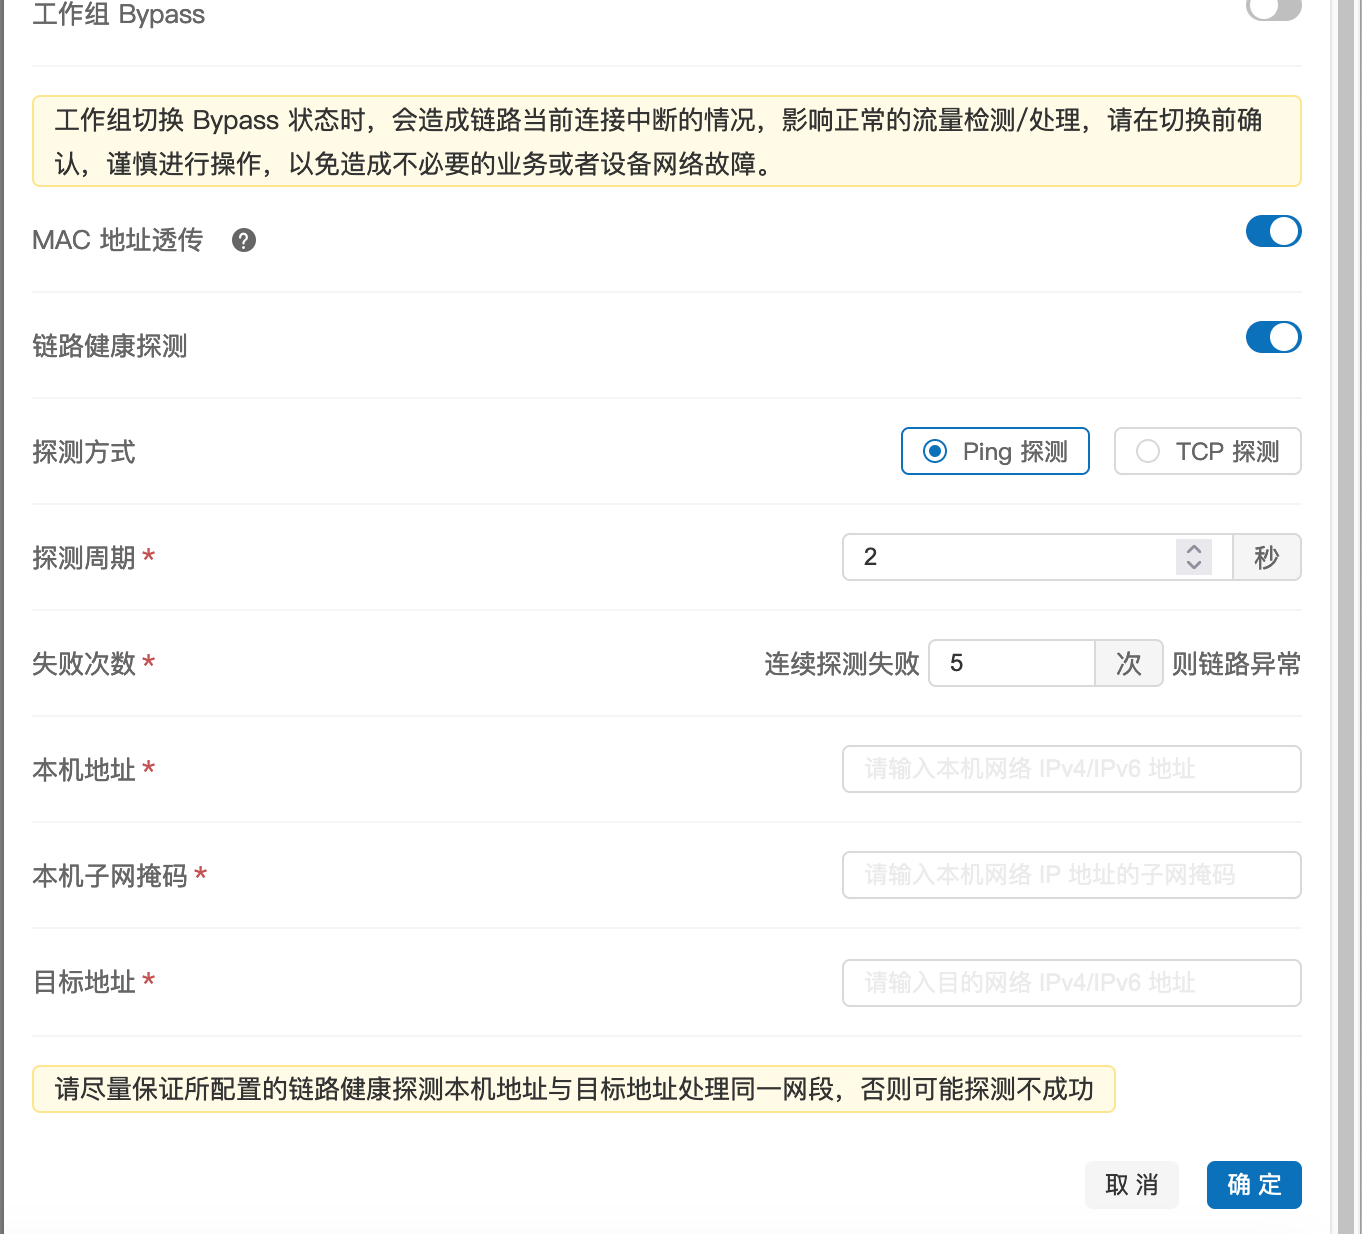 工作组 Bypass
工作组切换 Bypass 状态时，会造成链路当前连接中断的情况，影响正常的流量检测/处理，请在切换前确
认，谨慎进行操作，以免造成不必要的业务或者设备网络故障。
MAC 地址透传 ?
链路健康探测
探测方式 Ping 探测 TCP 探测
探测周期 * 2 秒
失败次数 * 连续探测失败 5 次 则链路异常
本机地址 * 请输入本机网络 IPv4/IPv6 地址
本机子网掩码 * 请输入本机网络 IP 地址的子网掩码
目标地址 * 请输入目的网络 IPv4/IPv6 地址
请尽量保证所配置的链路健康探测本机地址与目标地址处理同一网段，否则可能探测不成功
取 消 确 定